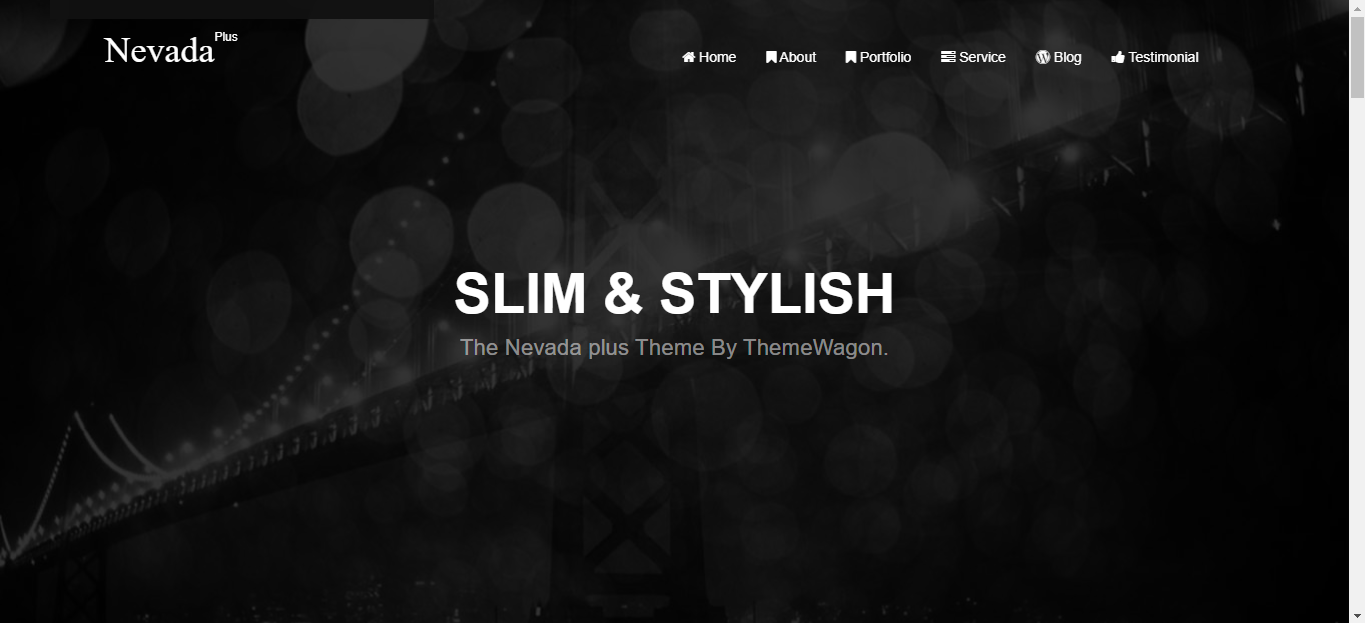 Nevada Plus
Home About Portfolio Service Blog Testimonial
SLIM & STYLISH
The Nevada plus Theme By ThemeWagon.